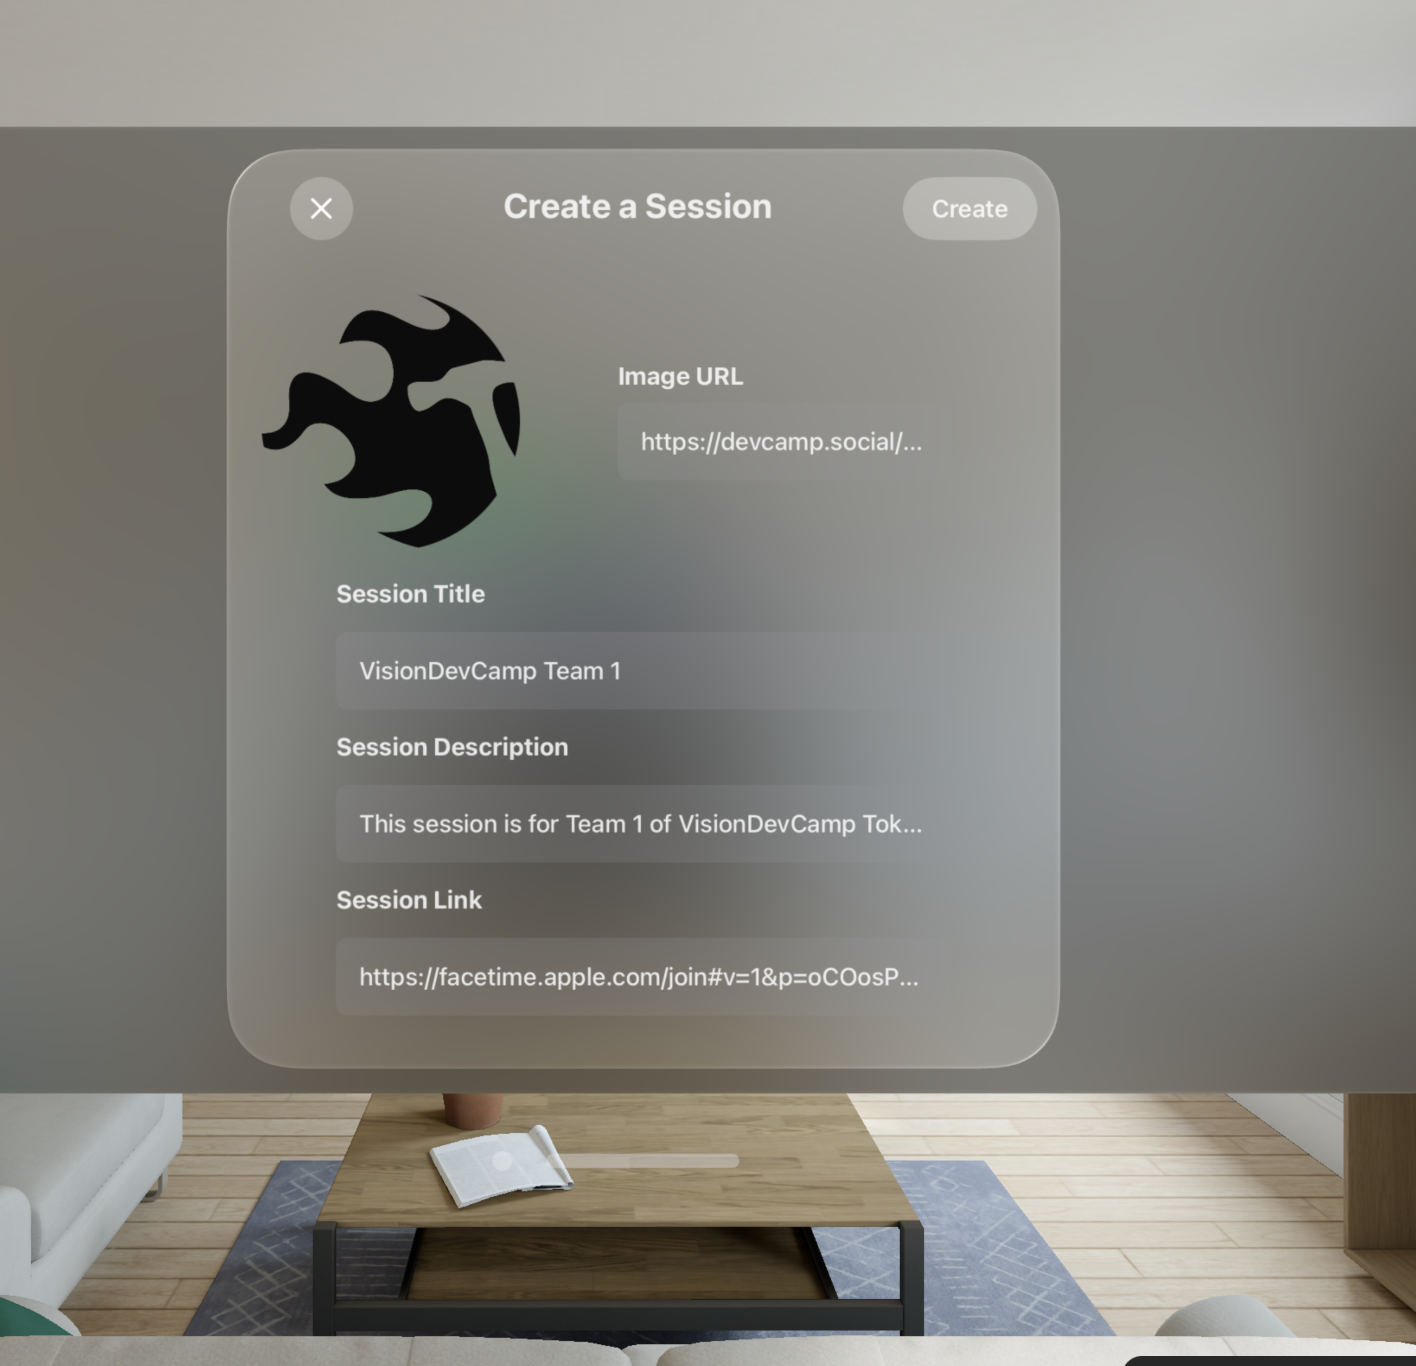 Create a Session
Create
Image URL
https://devcamp.social/...
Session Title
VisionDevCamp Team 1
Session Description
This session is for Team 1 of VisionDevCamp Tok...
Session Link
https://facetime.apple.com/join#v=1&p=oCOosP...